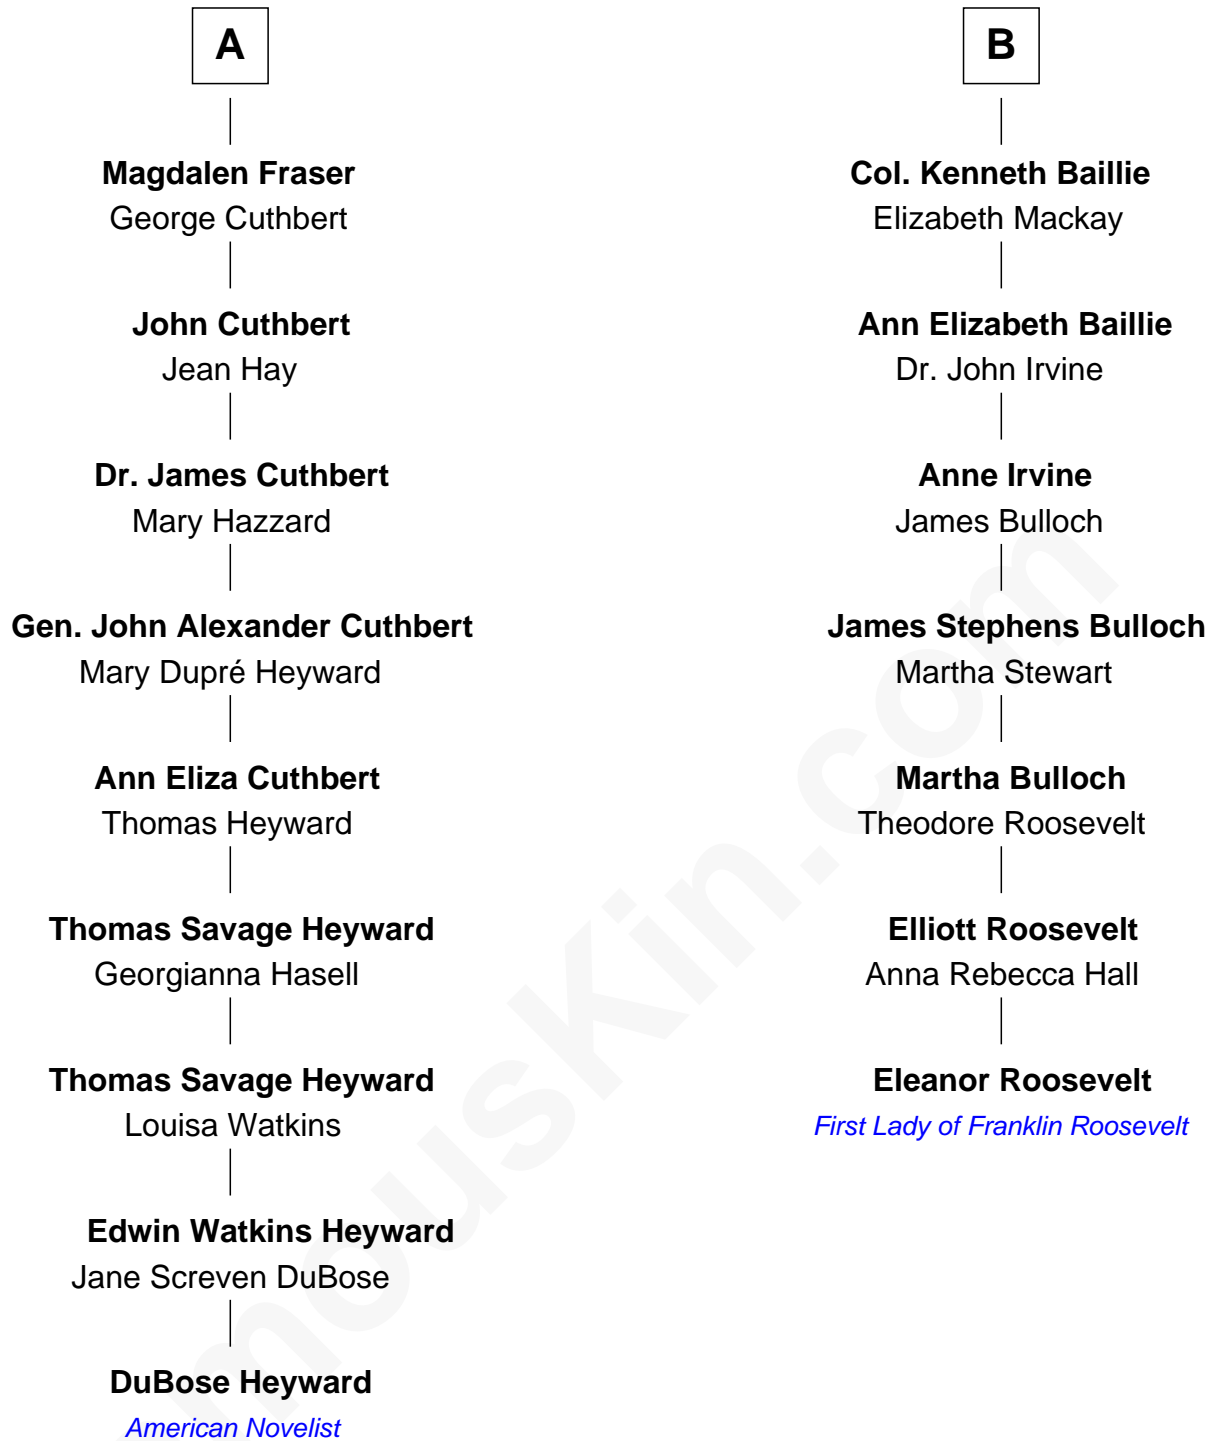 A
Magdalen Fraser
George Cuthbert
John Cuthbert
Jean Hay
Dr. James Cuthbert
Mary Hazzard
Gen. John Alexander Cuthbert
Mary Dupré Heyward
Ann Eliza Cuthbert
Thomas Heyward
Thomas Savage Heyward
Georgianna Hasell
Thomas Savage Heyward
Louisa Watkins
Edwin Watkins Heyward
Jane Screven DuBose
DuBose Heyward
American Novelist
B
Col. Kenneth Baillie
Elizabeth Mackay
Ann Elizabeth Baillie
Dr. John Irvine
Anne Irvine
James Bulloch
James Stephens Bulloch
Martha Stewart
Martha Bulloch
Theodore Roosevelt
Elliott Roosevelt
Anna Rebecca Hall
Eleanor Roosevelt
First Lady of Franklin Roosevelt
mousKin.com